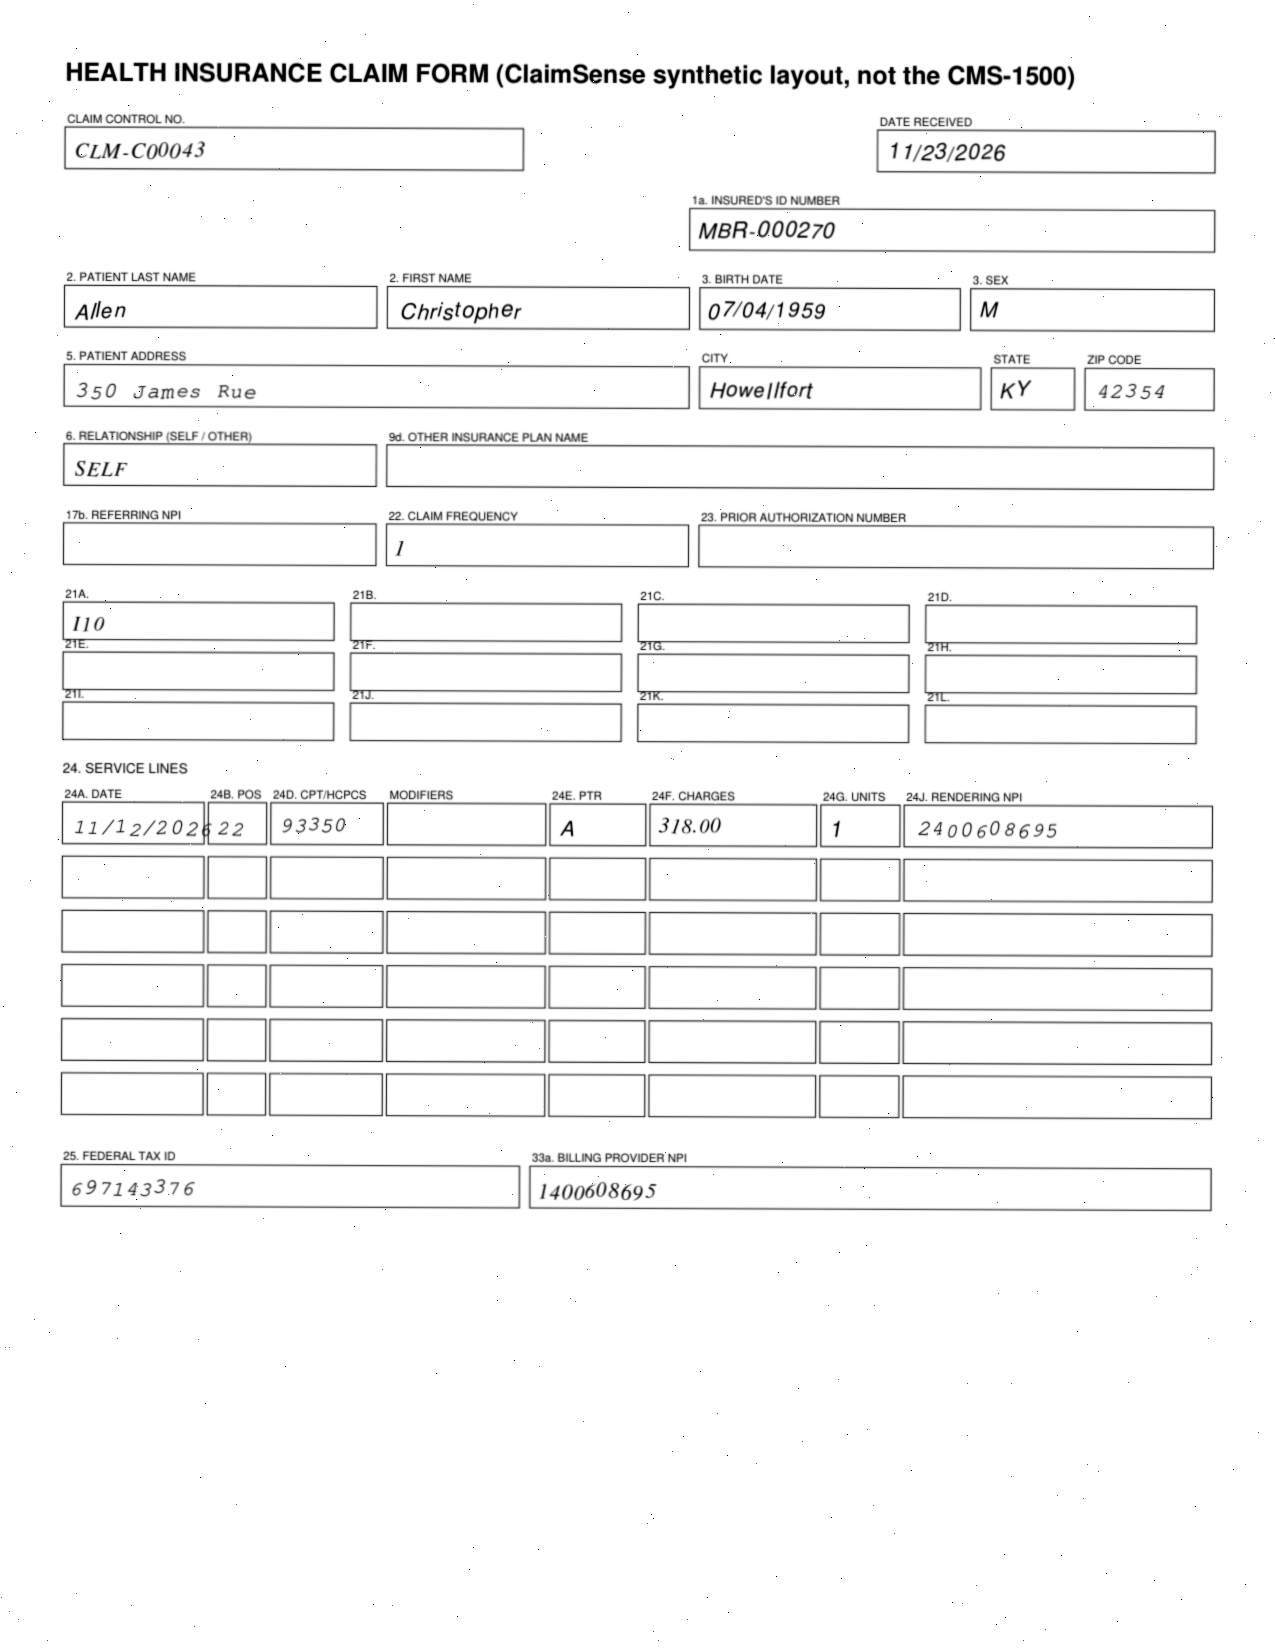 HEALTH INSURANCE CLAIM FORM (ClaimSense synthetic layout, not the CMS-1500)
CLAIM CONTROL NO. DATE RECEIVED
CLM-C00043 11/23/2026
1a. INSURED'S ID NUMBER
MBR-000270
2. PATIENT LAST NAME 2. FIRST NAME 3. BIRTH DATE 3. SEX
Allen Christopher 07/04/1959 M
5. PATIENT ADDRESS CITY STATE ZIP CODE
350 James Rue Howellfort KY 42354
6. RELATIONSHIP (SELF / OTHER) 9d. OTHER INSURANCE PLAN NAME
SELF
17b. REFERRING NPI 22. CLAIM FREQUENCY 23. PRIOR AUTHORIZATION NUMBER
1
21A. 21B. 21C. 21D.
I10
21E. 21F. 21G. 21H.
21I. 21J. 21K. 21L.
24. SERVICE LINES
24A. DATE 24B. POS 24D. CPT/HCPCS MODIFIERS 24E. PTR 24F. CHARGES 24G. UNITS 24J. RENDERING NPI
11/12/2026 22 93350 A 318.00 1 2400608695
25. FEDERAL TAX ID 33a. BILLING PROVIDER NPI
697143376 1400608695